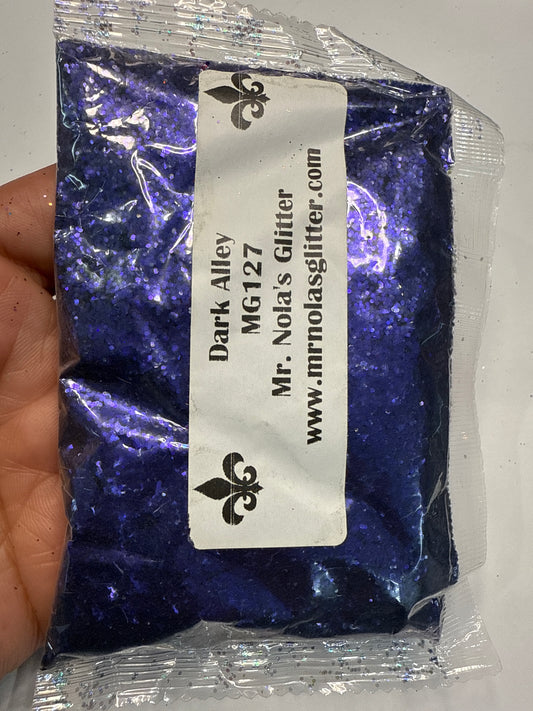 Dark Alley
MG127
Mr. Nola's Glitter
www.mrnolasglitter.com